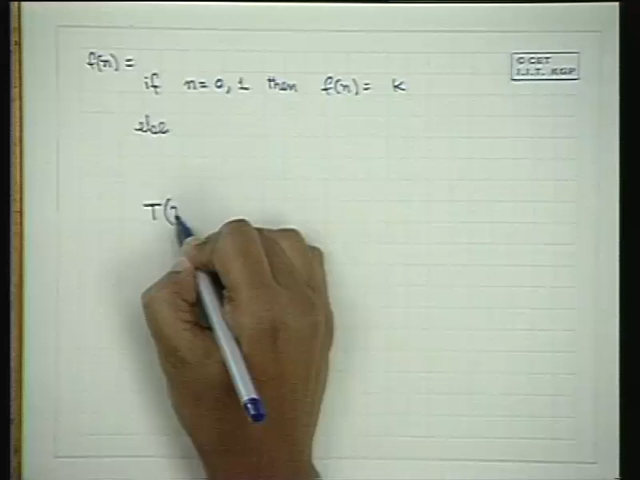 f(n) =
if n=0, 1 then f(n) = k
© CET
I.I.T. KGP
else
T(